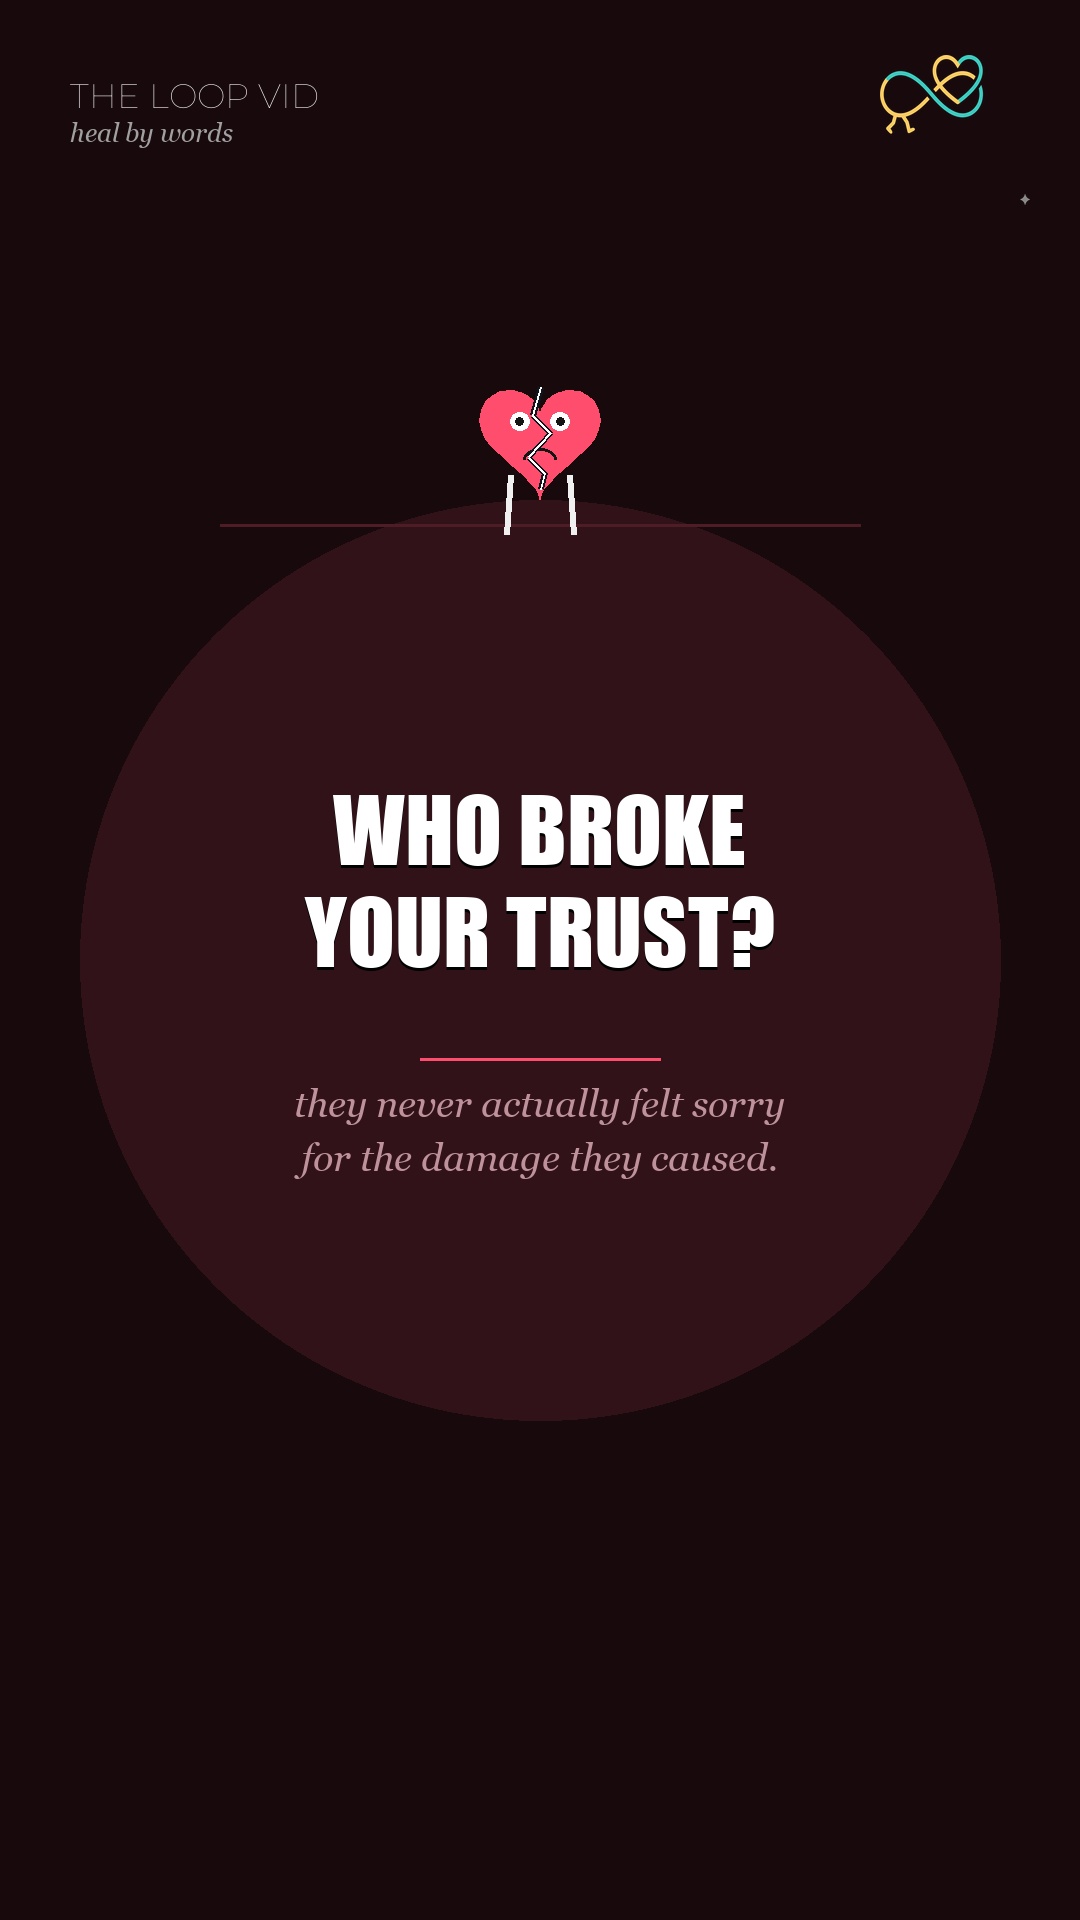 THE LOOP VID
heal by words
WHO BROKE
YOUR TRUST?
they never actually felt sorry
for the damage they caused.